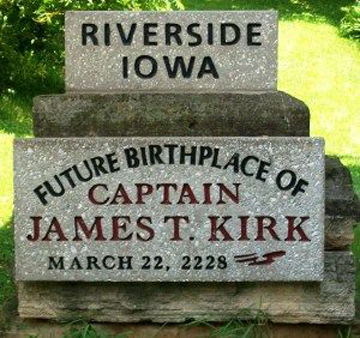 RIVERSIDE
IOWA
FUTURE BIRTHPLACE OF
CAPTAIN
JAMES T. KIRK
MARCH 22, 2228